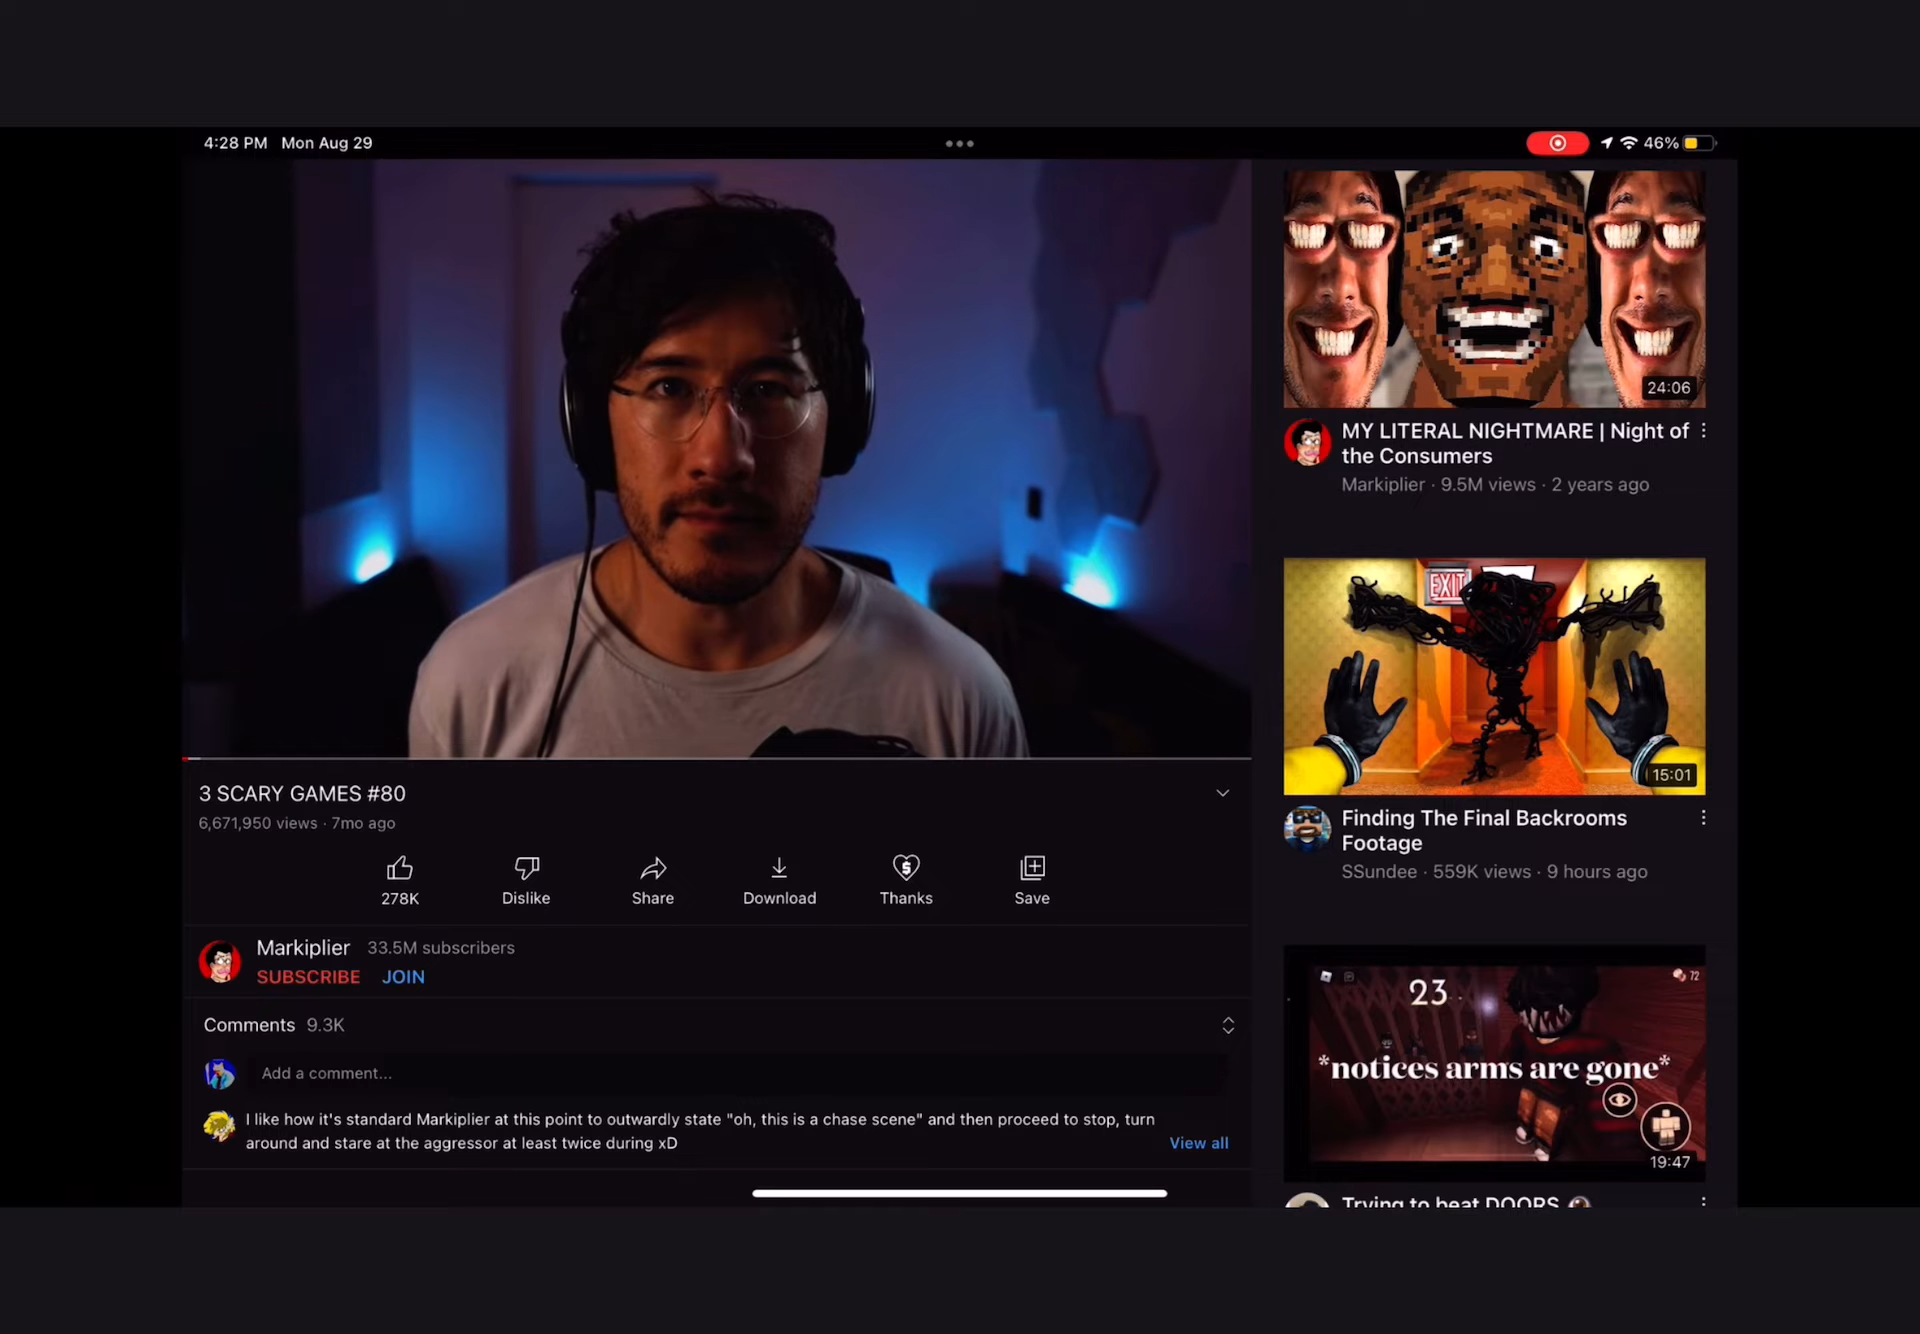 4:28 PM Mon Aug 29
46%
3 SCARY GAMES #80
6,671,950 views · 7mo ago
278K
Dislike
Share
Download
Thanks
Save
Markiplier 33.5M subscribers
SUBSCRIBE JOIN
Comments 9.3K
Add a comment...
I like how it's standard Markiplier at this point to outwardly state "oh, this is a chase scene" and then proceed to stop, turn
around and stare at the aggressor at least twice during xD
View all
24:06
MY LITERAL NIGHTMARE | Night of
the Consumers
Markiplier · 9.5M views · 2 years ago
EXIT
15:01
Finding The Final Backrooms
Footage
SSundee · 559K views · 9 hours ago
72
23
*notices arms are gone*
19:47
Trying to beat DOORS